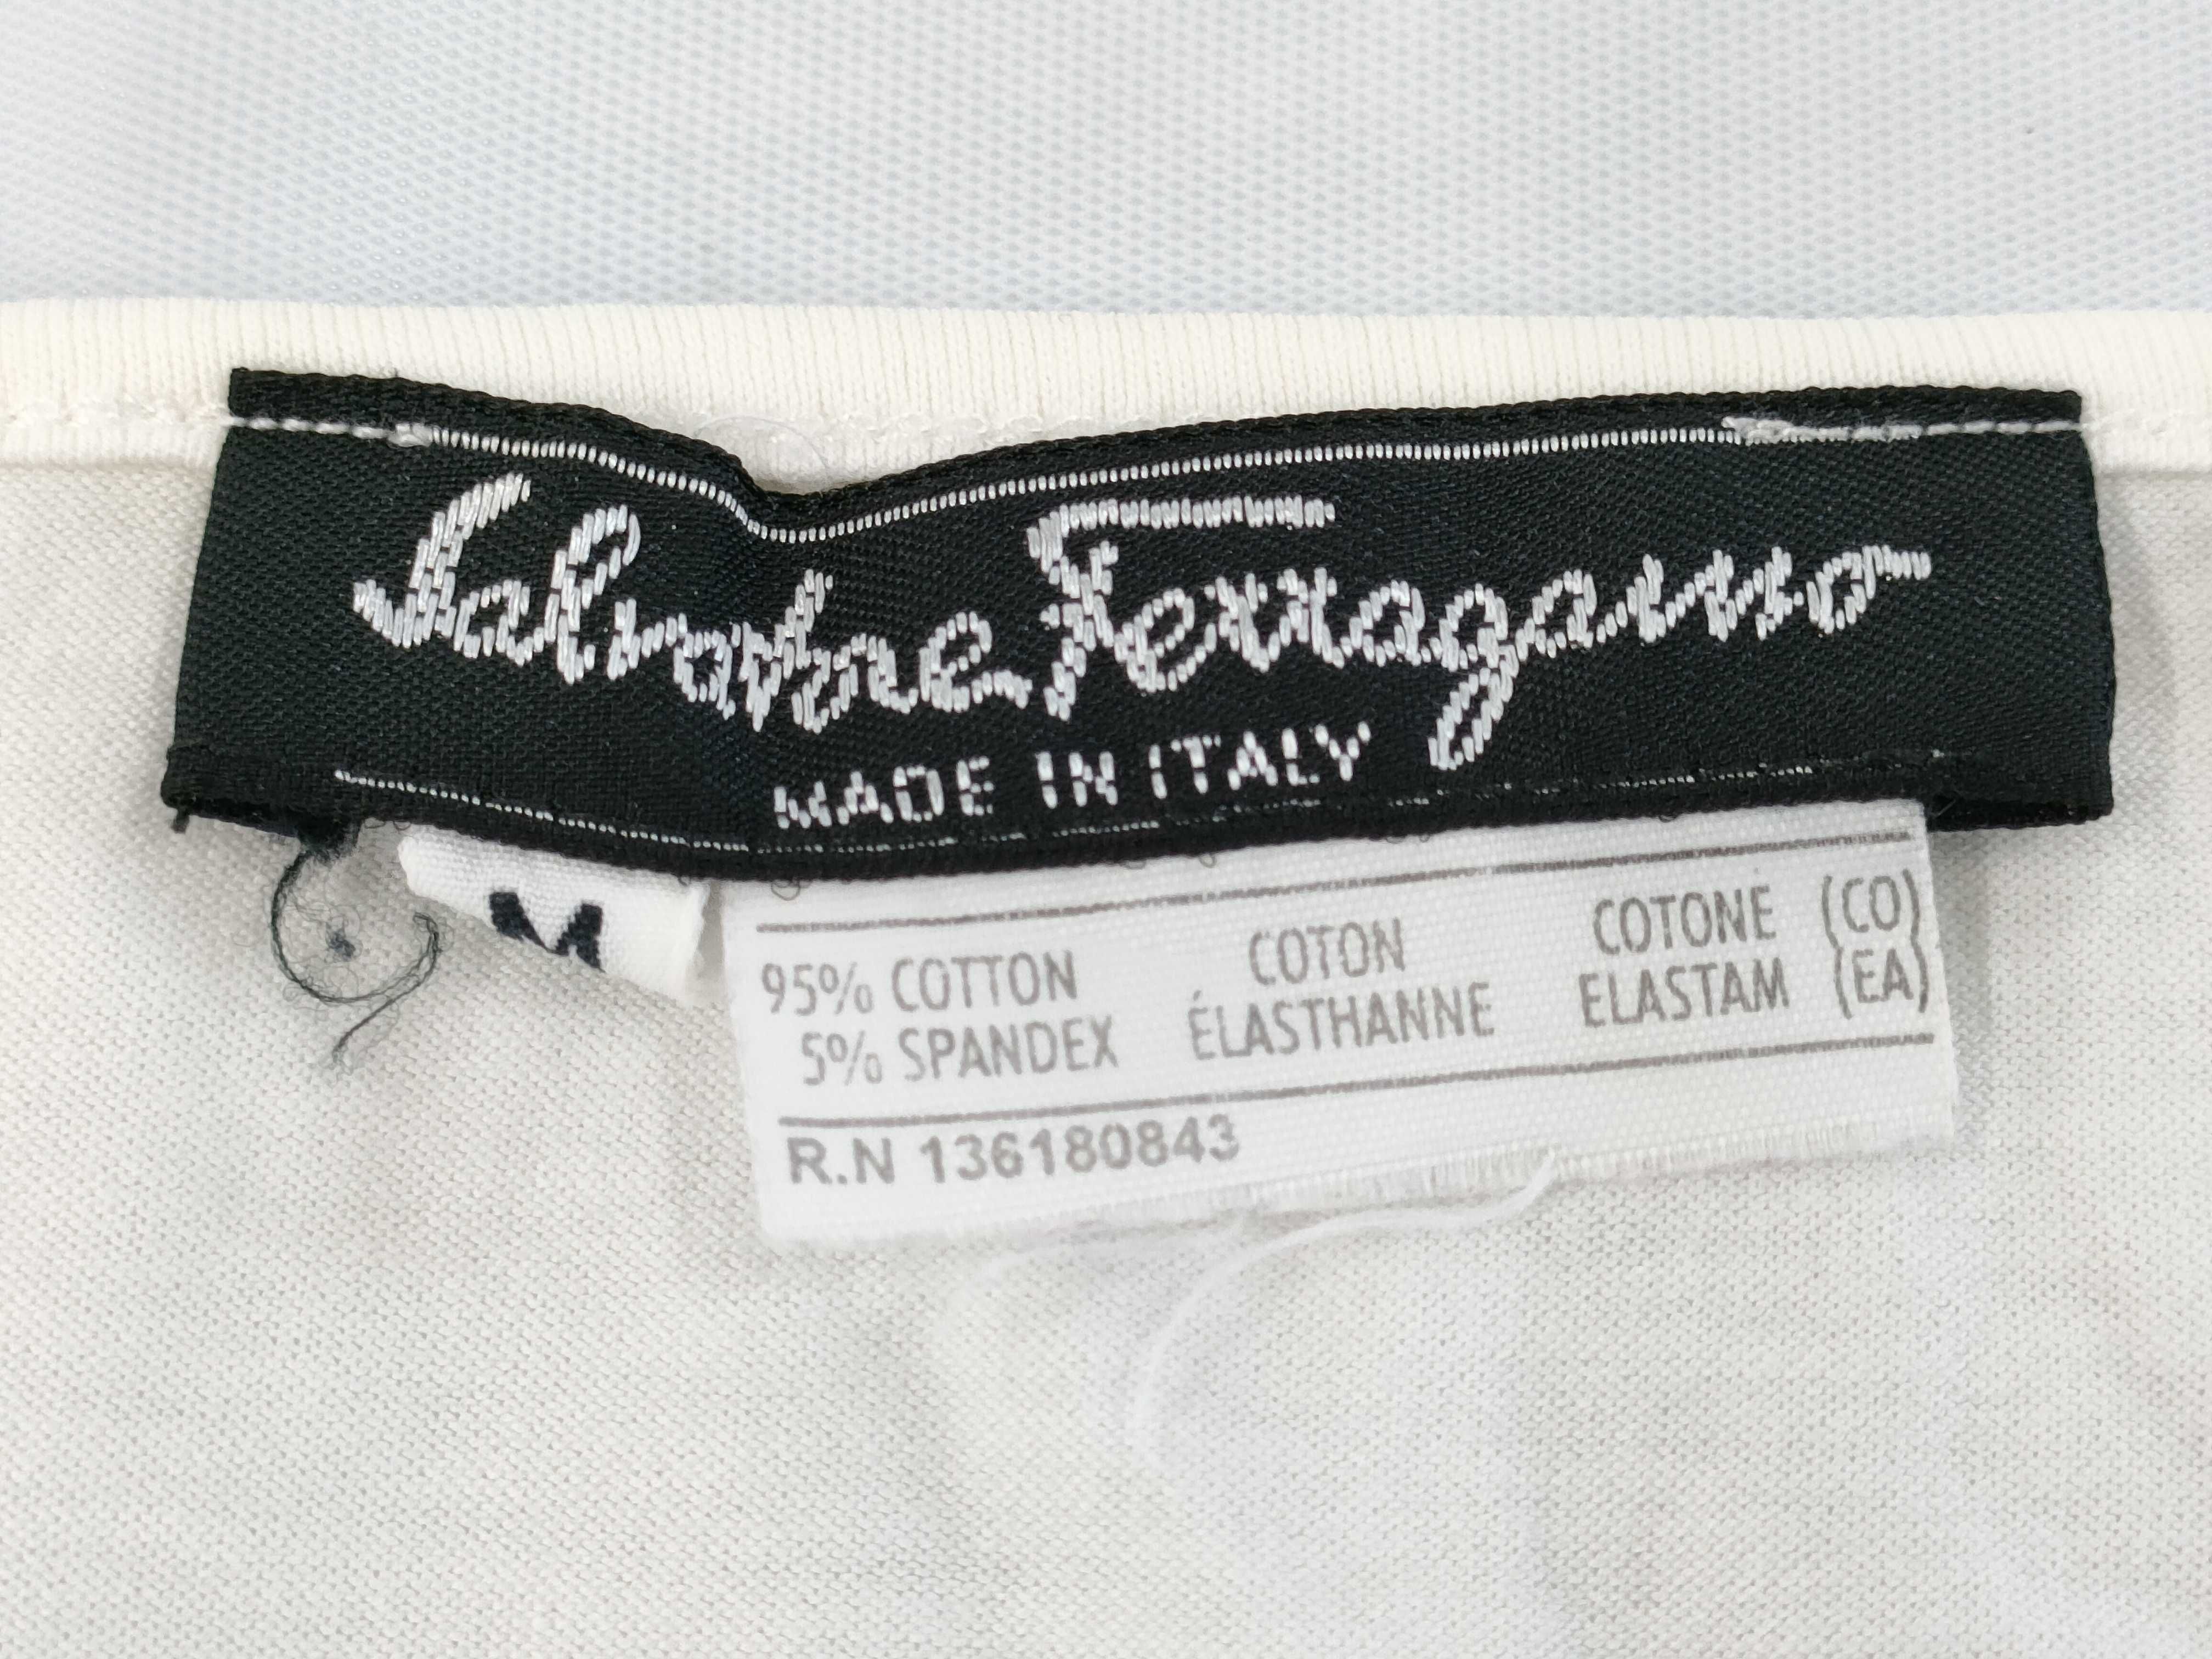 Salvatore Ferragamo
MADE IN ITALY
M
95% COTTON COTON COTONE (CO)
5% SPANDEX ÉLASTHANNE ELASTAM (EA)
R.N 136180843